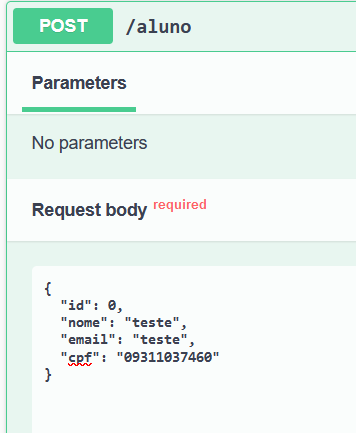 POST /aluno
Parameters
No parameters
Request body required
{
"id": 0,
"nome": "teste",
"email": "teste",
"cpf": "09311037460"
}